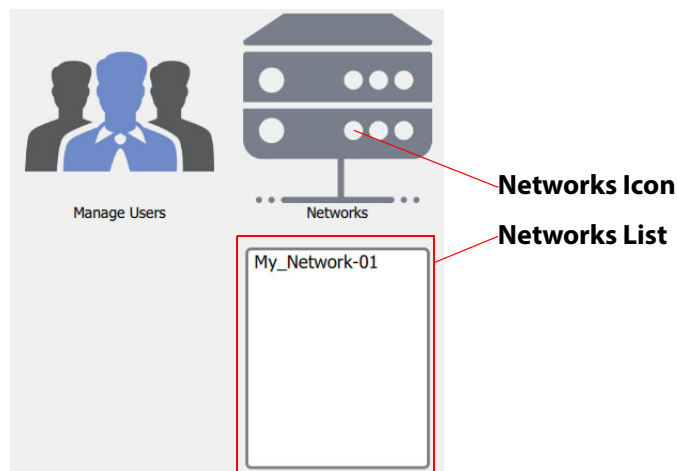 Manage Users
Networks
Networks Icon
Networks List
My_Network-01